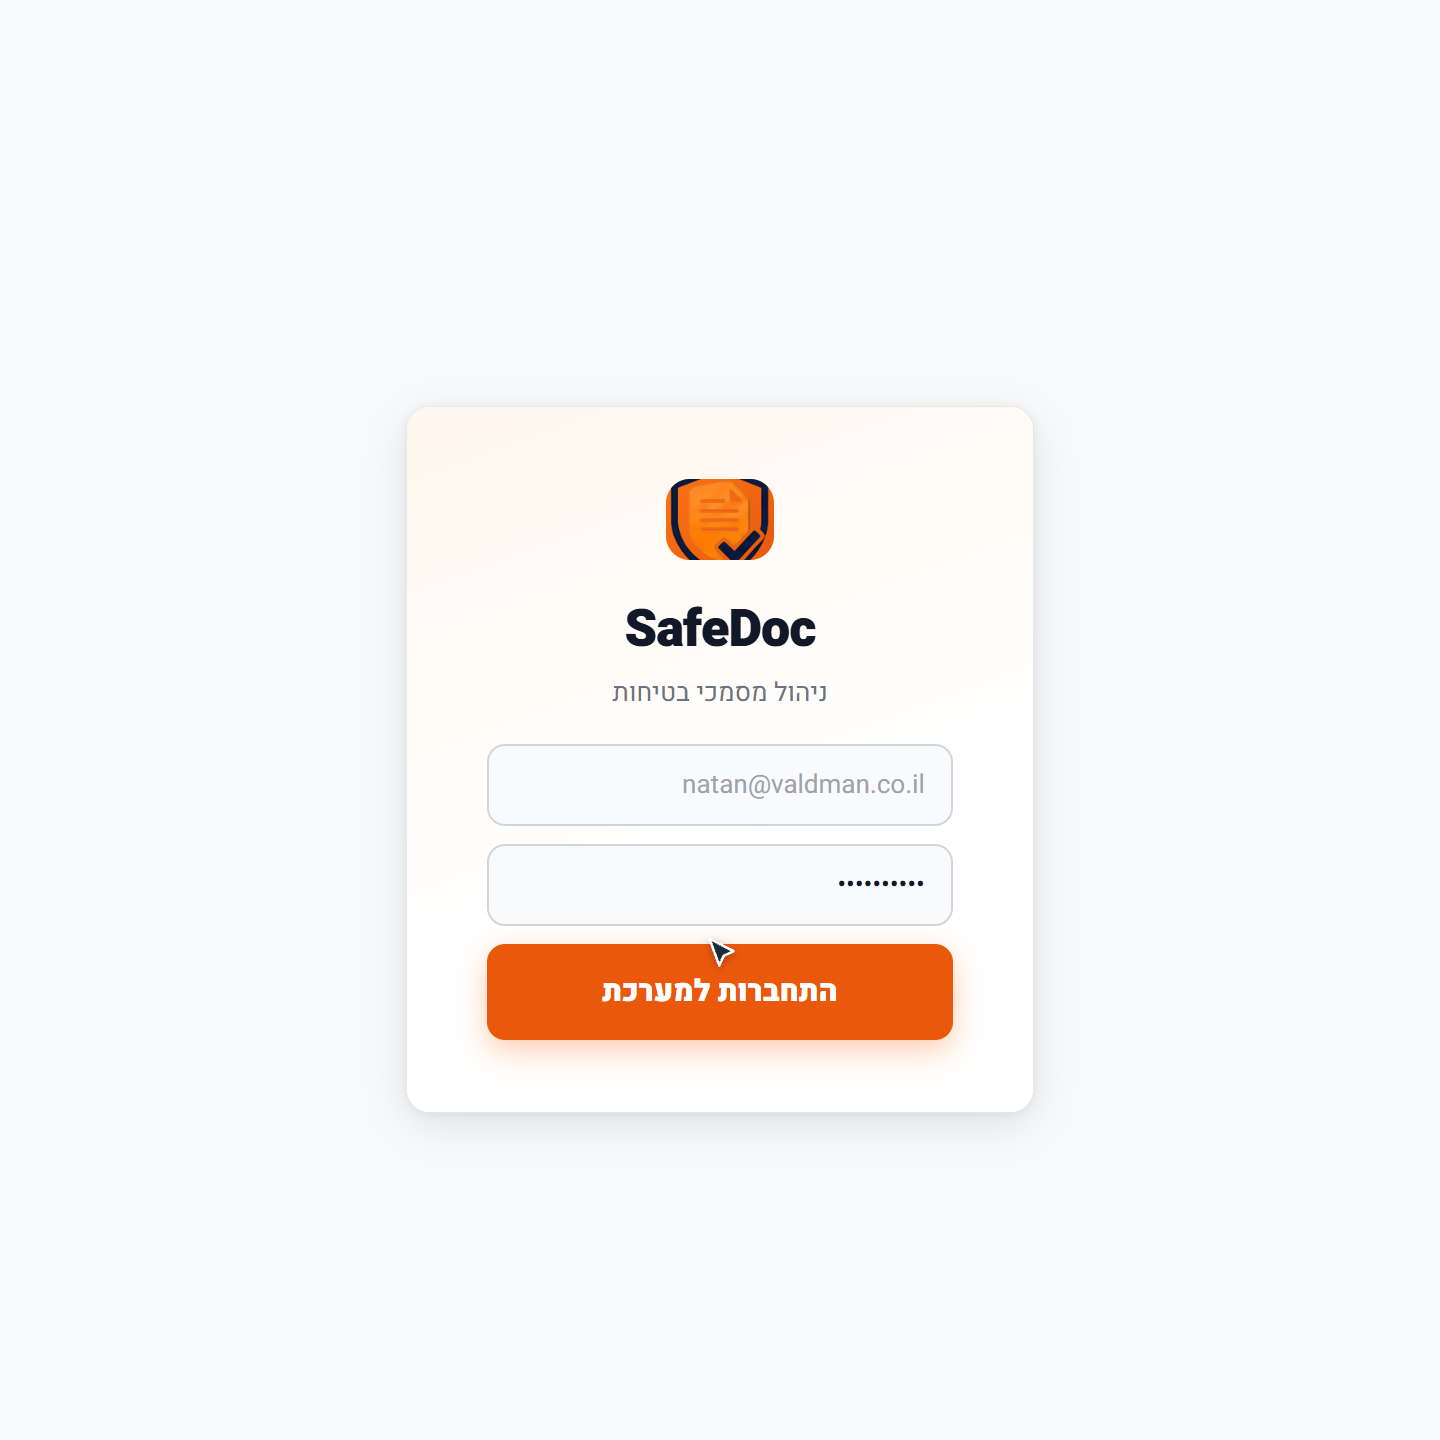 SafeDoc
ניהול מסמכי בטיחות
natan@valdman.co.il
••••••••••
התחברות למערכת